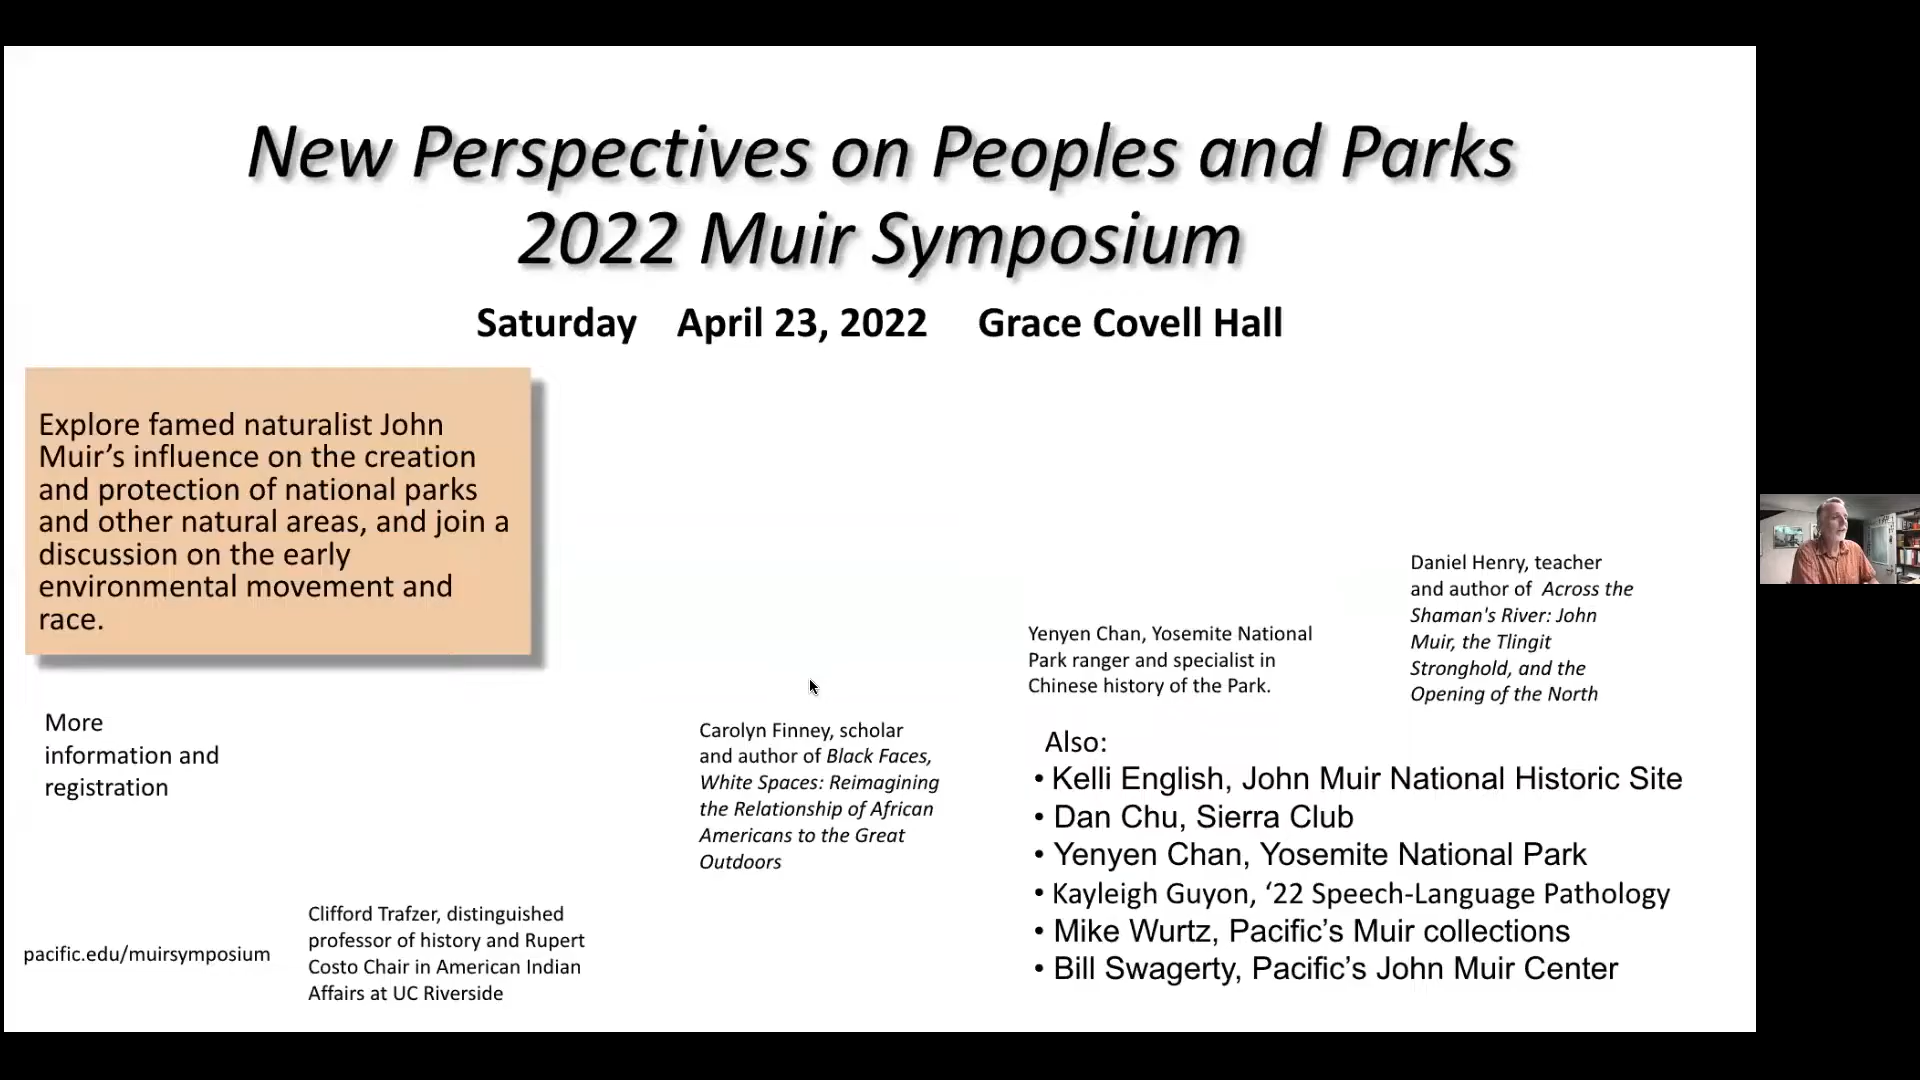 New Perspectives on Peoples and Parks
2022 Muir Symposium
Saturday April 23, 2022 Grace Covell Hall
Explore famed naturalist John
Muir’s influence on the creation
and protection of national parks
and other natural areas, and join a
discussion on the early
environmental movement and
race.
More
information and
registration
pacific.edu/muirsymposium
Clifford Trafzer, distinguished
professor of history and Rupert
Costo Chair in American Indian
Affairs at UC Riverside
Carolyn Finney, scholar
and author of Black Faces,
White Spaces: Reimagining
the Relationship of African
Americans to the Great
Outdoors
Yenyen Chan, Yosemite National
Park ranger and specialist in
Chinese history of the Park.
Daniel Henry, teacher
and author of Across the
Shaman's River: John
Muir, the Tlingit
Stronghold, and the
Opening of the North
Also:
• Kelli English, John Muir National Historic Site
• Dan Chu, Sierra Club
• Yenyen Chan, Yosemite National Park
• Kayleigh Guyon, ‘22 Speech-Language Pathology
• Mike Wurtz, Pacific’s Muir collections
• Bill Swagerty, Pacific’s John Muir Center